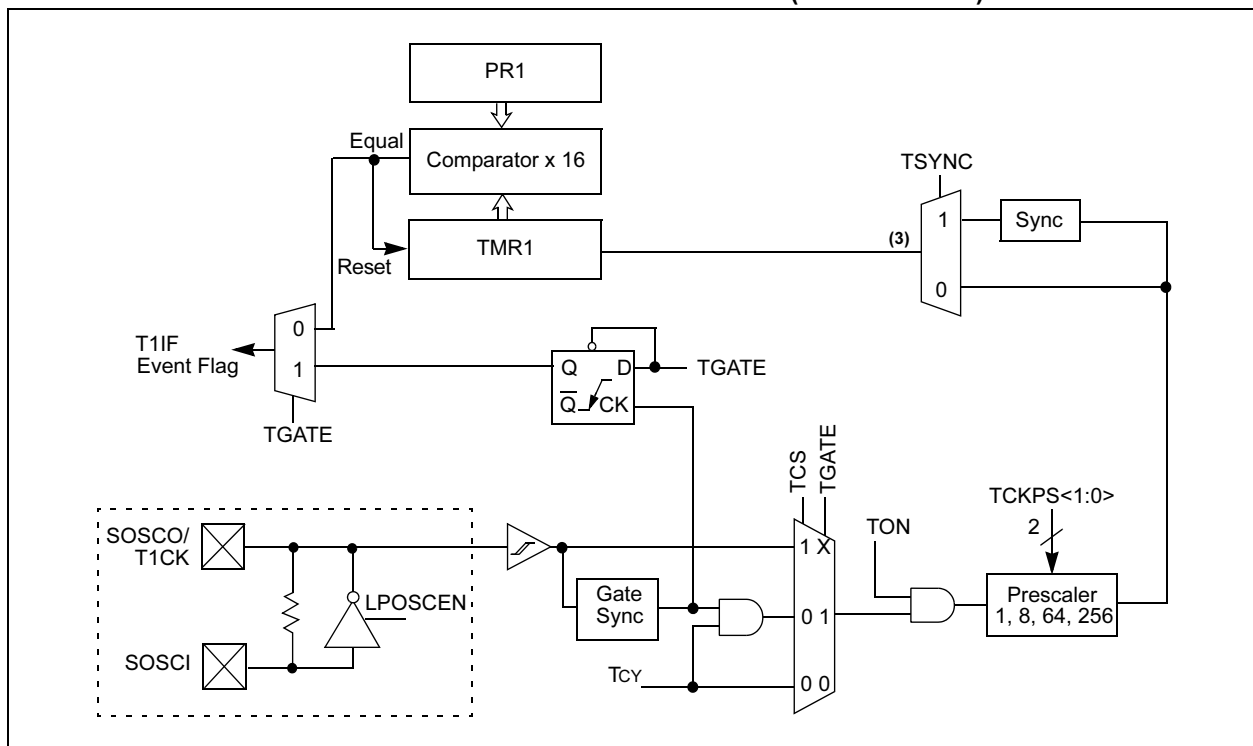 PR1
Equal
Comparator x 16
TSYNC
1
Sync
(3)
TMR1
Reset
0
0
T1IF
Event Flag
1
Q
D
TGATE
Q
CK
TGATE
TCS
TGATE
TCKPS<1:0>
2
SOSCO/
T1CK
TON
1 X
Prescaler
1, 8, 64, 256
LPOSCEN
Gate
Sync
0 1
SOSCI
TCY
0 0